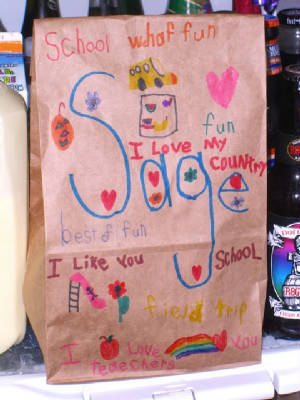 School what fun
fun
I Love My
COUNTRY
Sage
best of fun
I Like You
SCHOOL
field trip
I Love You
teachers